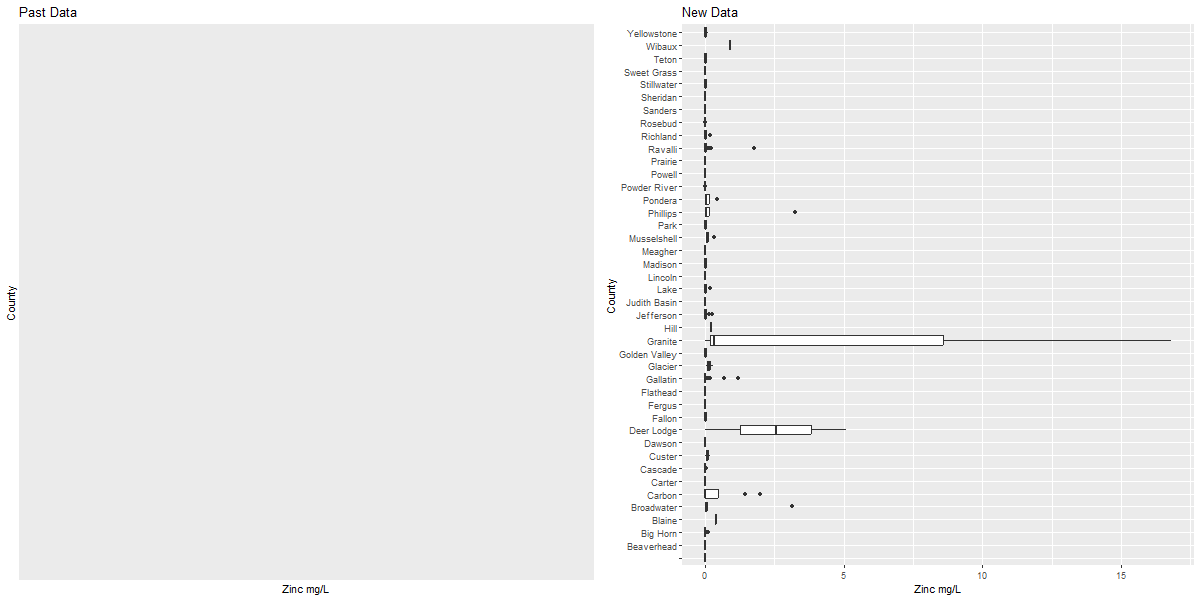 Past Data
County
Zinc mg/L
New Data
County
Yellowstone
Wibaux
Teton
Sweet Grass
Stillwater
Sheridan
Sanders
Rosebud
Richland
Ravalli
Prairie
Powell
Powder River
Pondera
Phillips
Park
Musselshell
Meagher
Madison
Lincoln
Lake
Judith Basin
Jefferson
Hill
Granite
Golden Valley
Glacier
Gallatin
Flathead
Fergus
Fallon
Deer Lodge
Dawson
Custer
Cascade
Carter
Carbon
Broadwater
Blaine
Big Horn
Beaverhead
0 5 10 15
Zinc mg/L